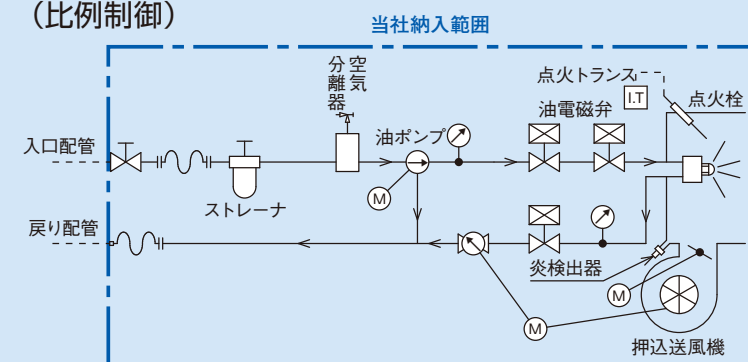 （比例制御）
当社納入範囲
空気
分離器
点火トランス
I.T
点火栓
油電磁弁
油ポンプ
入口配管
M
ストレーナ
戻り配管
炎検出器
M
M
押込送風機